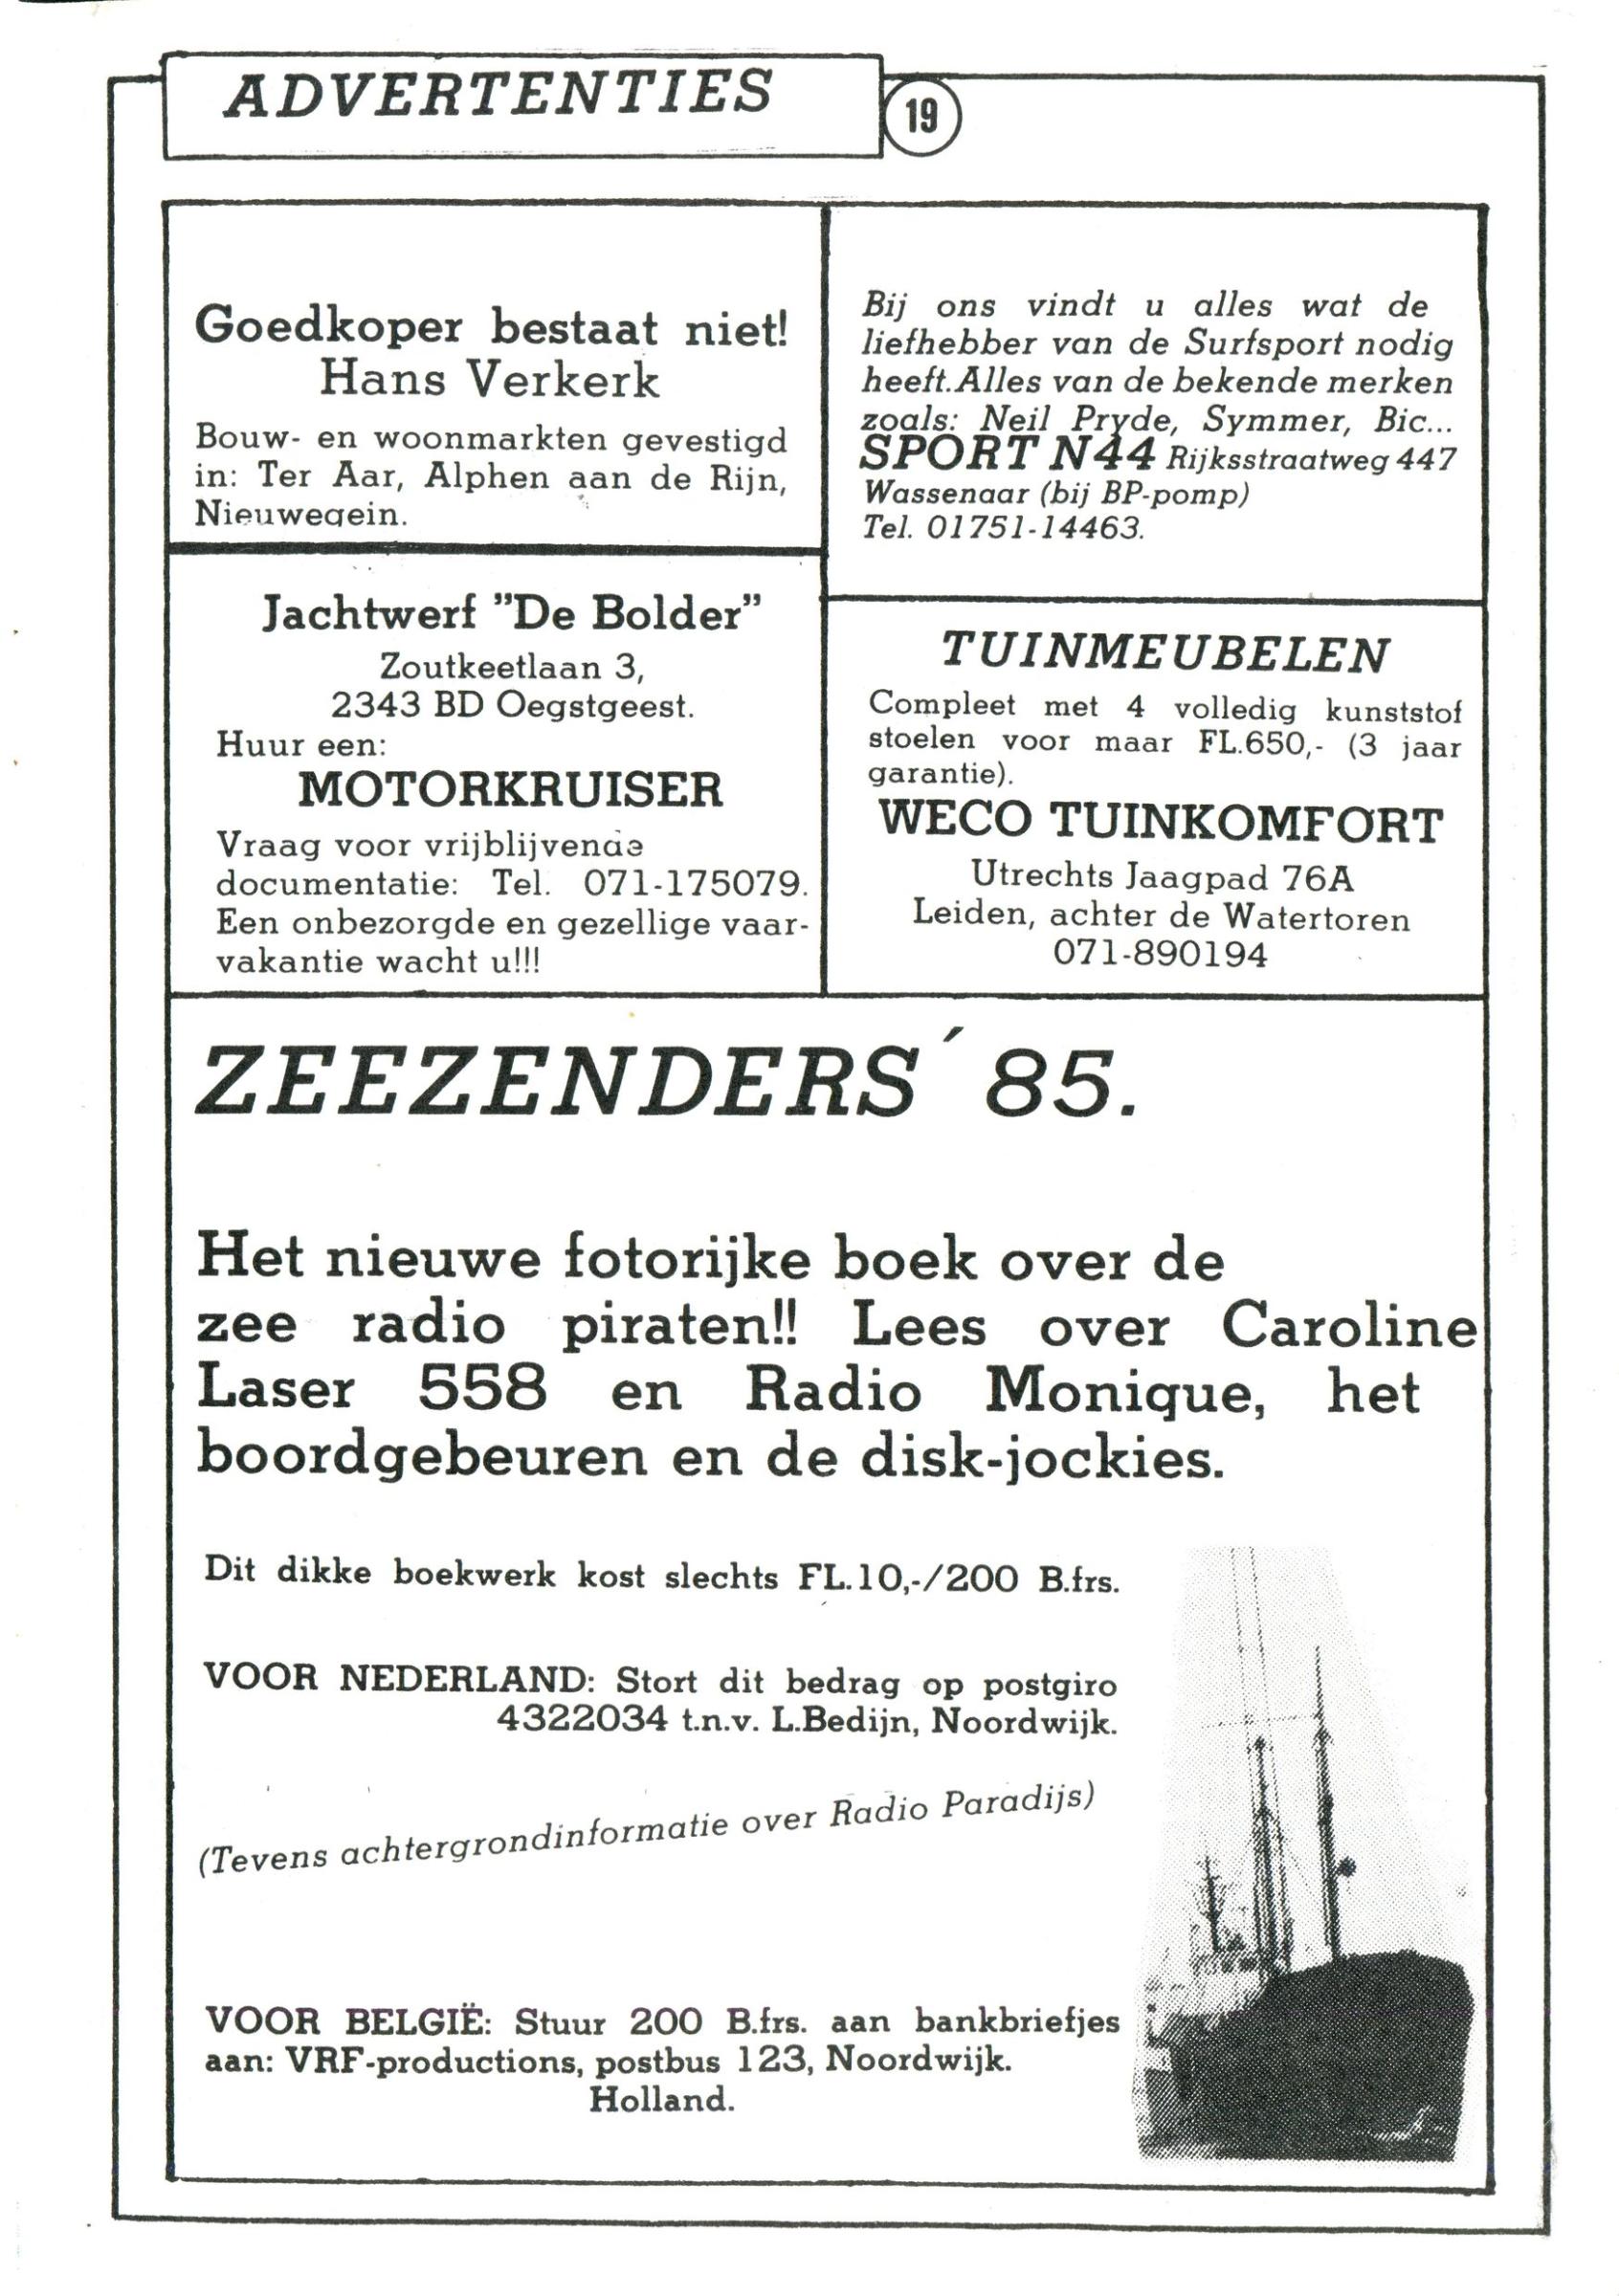 ADVERTENTIES
19
Goedkoper bestaat niet!
Hans Verkerk
Bouw- en woonmarkten gevestigd
in: Ter Aar, Alphen aan de Rijn,
Nieuwegein.
Bij ons vindt u alles wat de
liefhebber van de Surfsport nodig
heeft. Alles van de bekende merken
zoals: Neil Pryde, Symmer, Bic...
SPORT N44 Rijksstraatweg 447
Wassenaar (bij BP-pomp)
Tel. 01751-14463.
Jachtwerf "De Bolder"
Zoutkeetlaan 3,
2343 BD Oegstgeest.
Huur een:
MOTORKRUISER
Vraag voor vrijblijvende
documentatie: Tel. 071-175079.
Een onbezorgde en gezellige vaar-
vakantie wacht u!!!
TUINMEUBELEN
Compleet met 4 volledig kunststof
stoelen voor maar FL.650,- (3 jaar
garantie).
WECO TUINKOMFORT
Utrechts Jaagpad 76A
Leiden, achter de Watertoren
071-890194
ZEEZENDERS ´85.
Het nieuwe fotorijke boek over de
zee radio piraten!! Lees over Caroline
Laser 558 en Radio Monique, het
boordgebeuren en de disk-jockies.
Dit dikke boekwerk kost slechts FL.10,-/200 B.frs.
VOOR NEDERLAND: Stort dit bedrag op postgiro
4322034 t.n.v. L.Bedijn, Noordwijk.
(Tevens achtergrondinformatie over Radio Paradijs)
VOOR BELGIË: Stuur 200 B.frs. aan bankbriefjes
aan: VRF-productions, postbus 123, Noordwijk.
Holland.